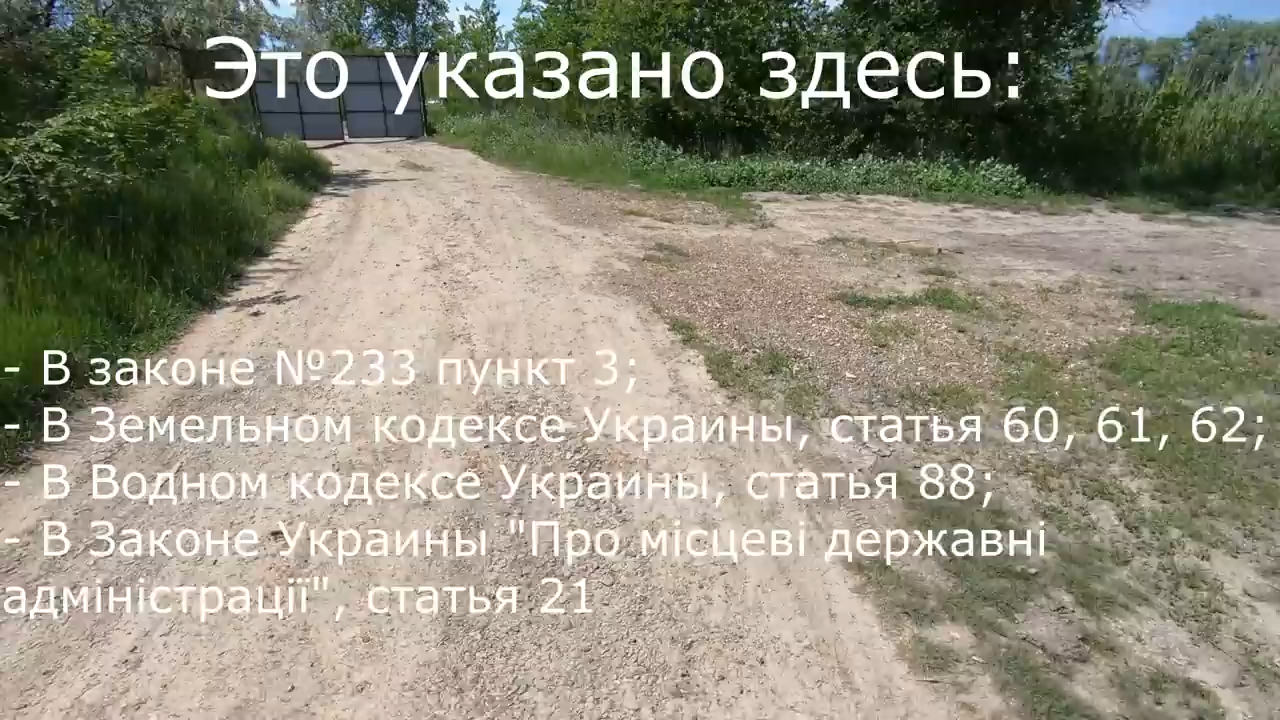 Это указано здесь:
- В законе №233 пункт 3;
- В Земельном кодексе Украины, статья 60, 61, 62;
- В Водном кодексе Украины, статья 88;
- В Законе Украины "Про місцеві державні
адміністрації", статья 21